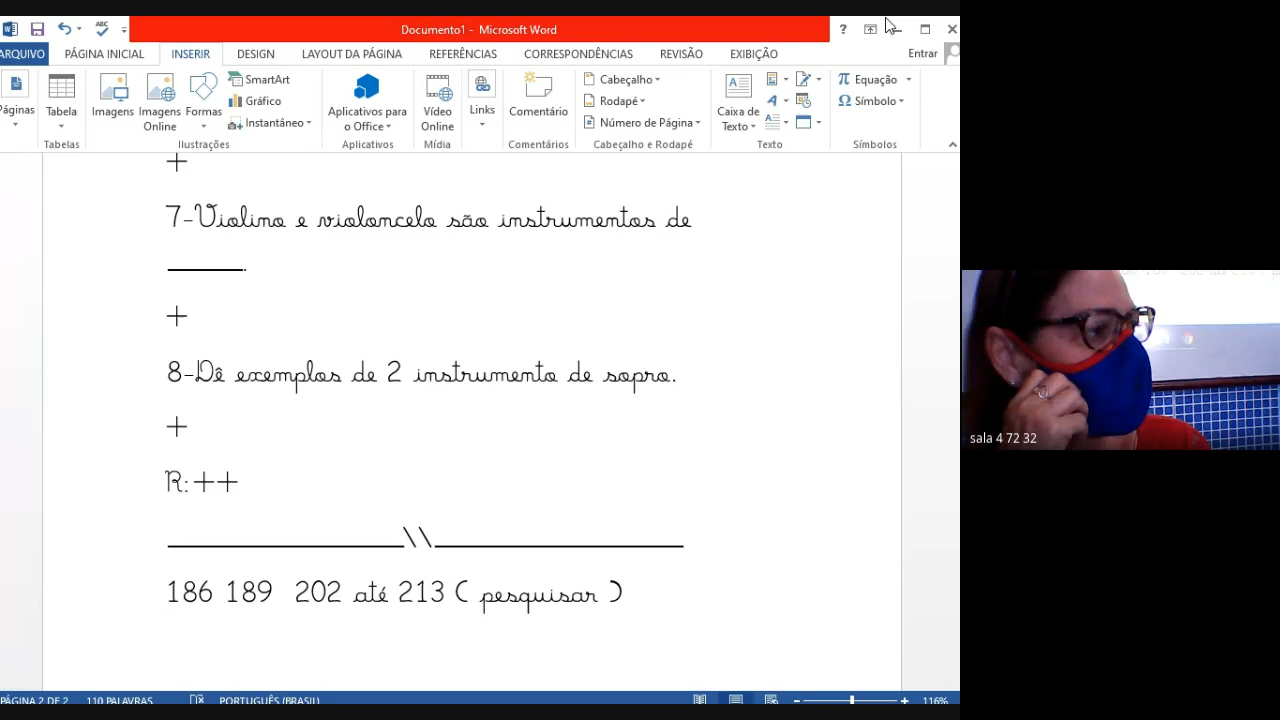 Documento1 - Microsoft Word
ARQUIVO PÁGINA INICIAL INSERIR DESIGN LAYOUT DA PÁGINA REFERÊNCIAS CORRESPONDÊNCIAS REVISÃO EXIBIÇÃO Entrar
Páginas
Tabela
Tabelas
Imagens
Imagens Online
Formas
SmartArt
Gráfico
Instantâneo
Ilustrações
Aplicativos para o Office
Aplicativos
Vídeo Online
Mídia
Links
Comentário
Comentários
Cabeçalho
Rodapé
Número de Página
Cabeçalho e Rodapé
Caixa de Texto
Texto
Equação
Símbolo
Símbolos
+
7-Violino e violoncelo são instrumentos de
______.
+
8-Dê exemplos de 2 instrumento de sopro.
+
R:++
__________________\\___________________
186 189 202 até 213 ( pesquisar )
sala 4 72 32
PÁGINA 2 DE 2 110 PALAVRAS PORTUGUÊS (BRASIL) 116%